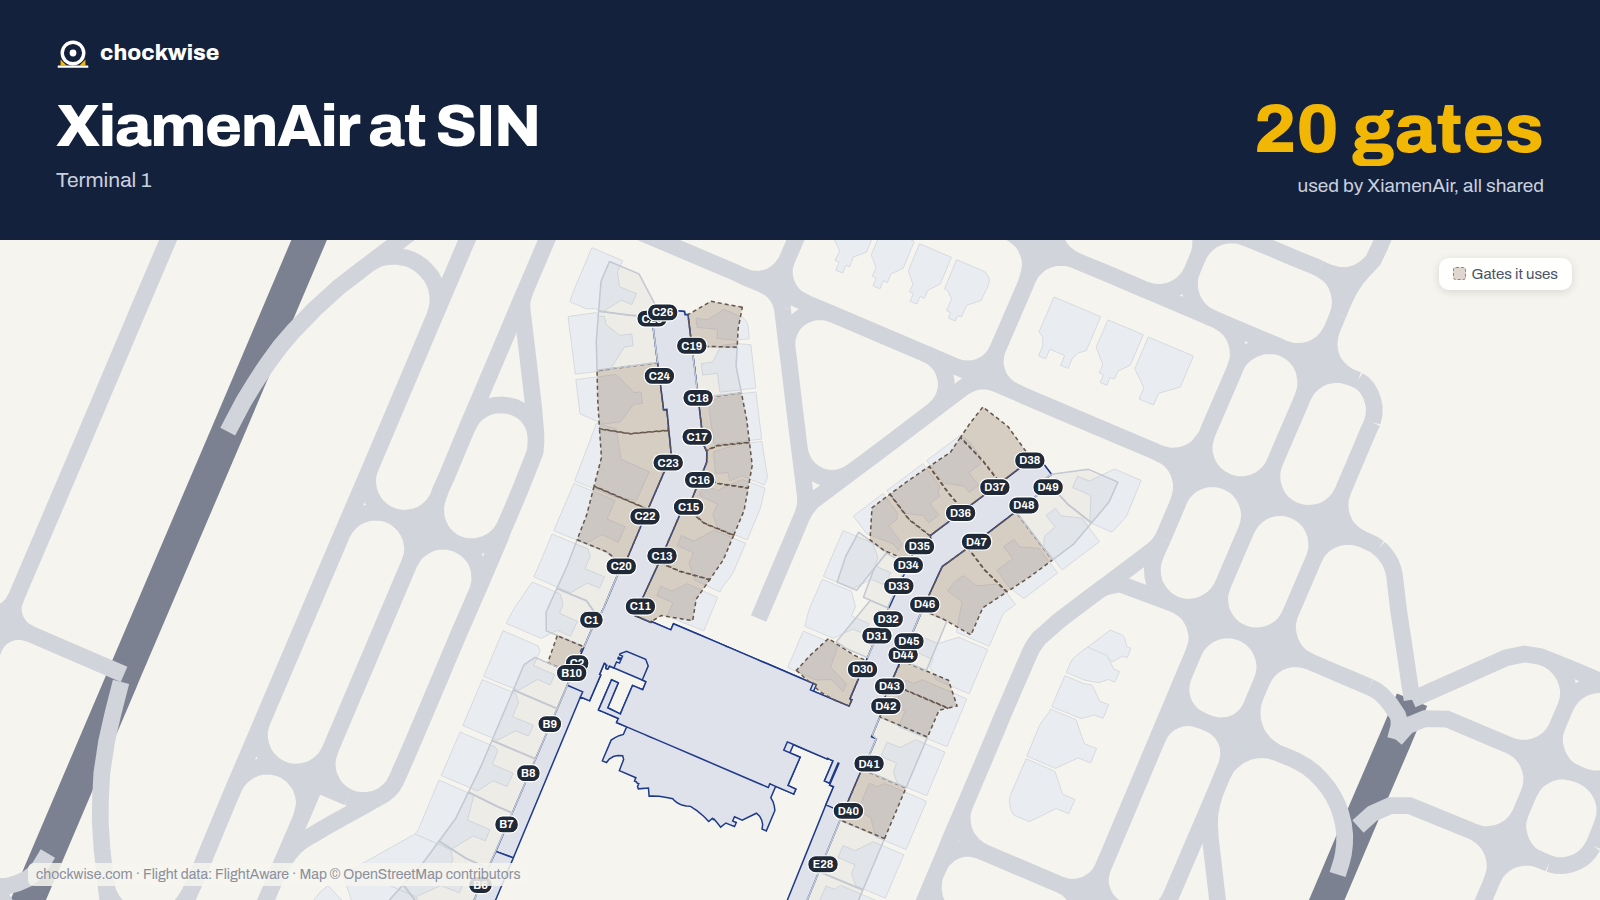 chockwise
XiamenAir at SIN
Terminal 1
20 gates
used by XiamenAir, all shared
Gates it uses
C26
C19
C24
C18
C17
C23
C16
C15
C22
C13
C20
C11
C1
B10
B9
B8
B7
D38
D37
D49
D48
D36
D47
D35
D34
D33
D46
D32
D31
D45
D44
D30
D43
D42
D41
D40
E28
chockwise.com · Flight data: FlightAware · Map © OpenStreetMap contributors